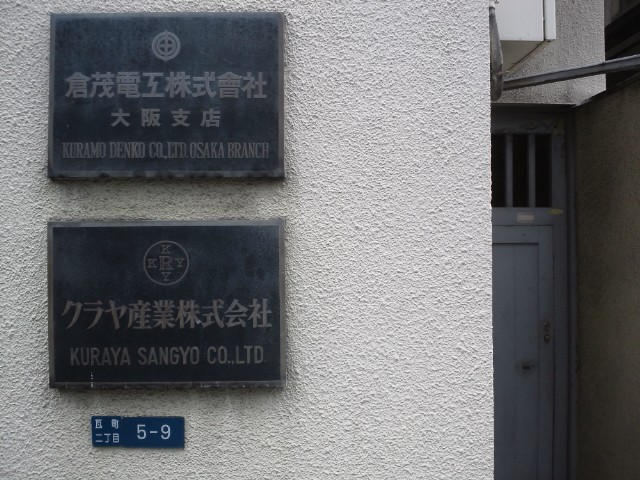 倉茂電工株式會社
大阪支店
KURAMO DENKO CO.,LTD. OSAKA BRANCH
K
KRY
Y
クラヤ産業株式会社
KURAYA SANGYO CO.,LTD.
瓦町
二丁目 5-9